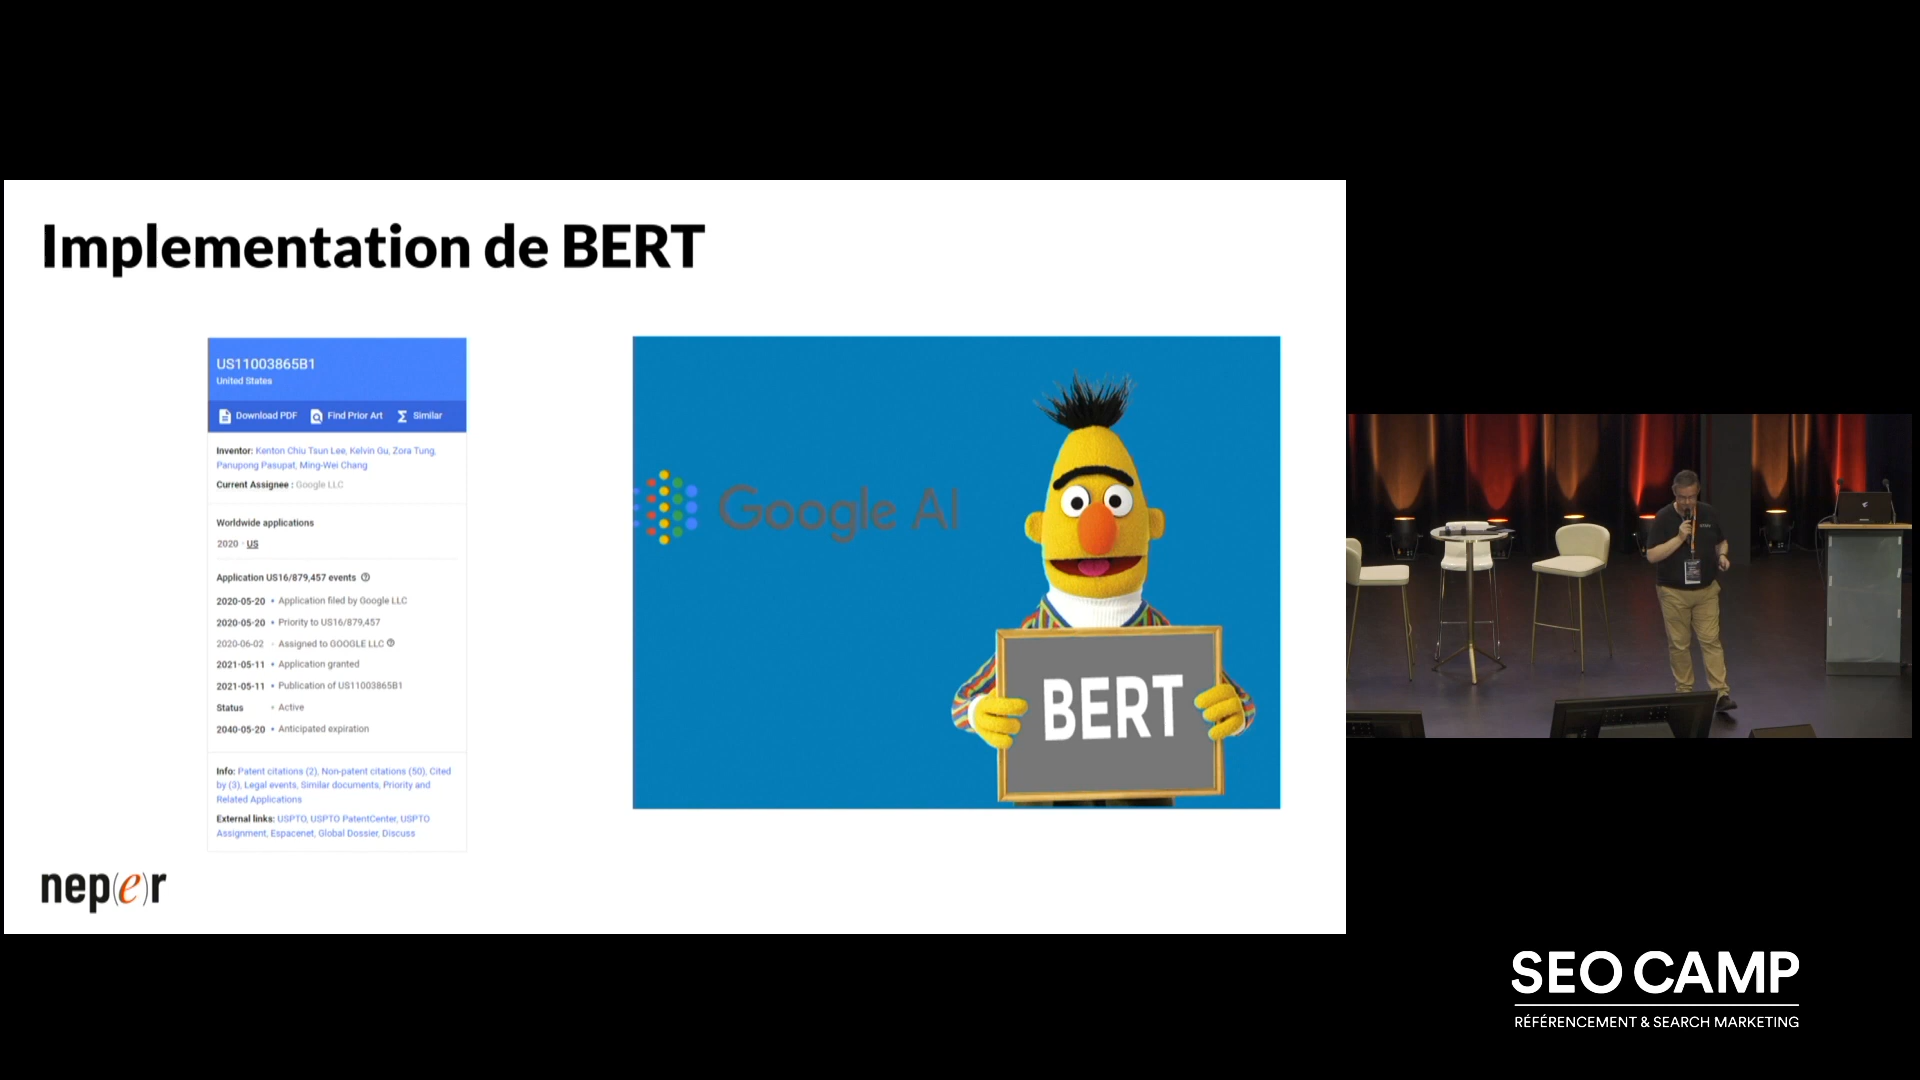 Implementation de BERT
US11003865B1
United States
Download PDF Find Prior Art Similar
Inventor: Kenton Chiu Tsun Lee, Kelvin Gu, Zora Tung,
Panupong Pasupat, Ming-Wei Chang
Current Assignee : Google LLC
Worldwide applications
2020 · US
Application US16/879,457 events
2020-05-20 • Application filed by Google LLC
2020-05-20 • Priority to US16/879,457
2020-06-02 • Assigned to GOOGLE LLC
2021-05-11 • Application granted
2021-05-11 • Publication of US11003865B1
Status • Active
2040-05-20 • Anticipated expiration
Info: Patent citations (2), Non-patent citations (50), Cited
by (3), Legal events, Similar documents, Priority and
Related Applications
External links: USPTO, USPTO PatentCenter, USPTO
Assignment, Espacenet, Global Dossier, Discuss
Google AI
BERT
nep(e)r
SEO CAMP
RÉFÉRENCEMENT & SEARCH MARKETING